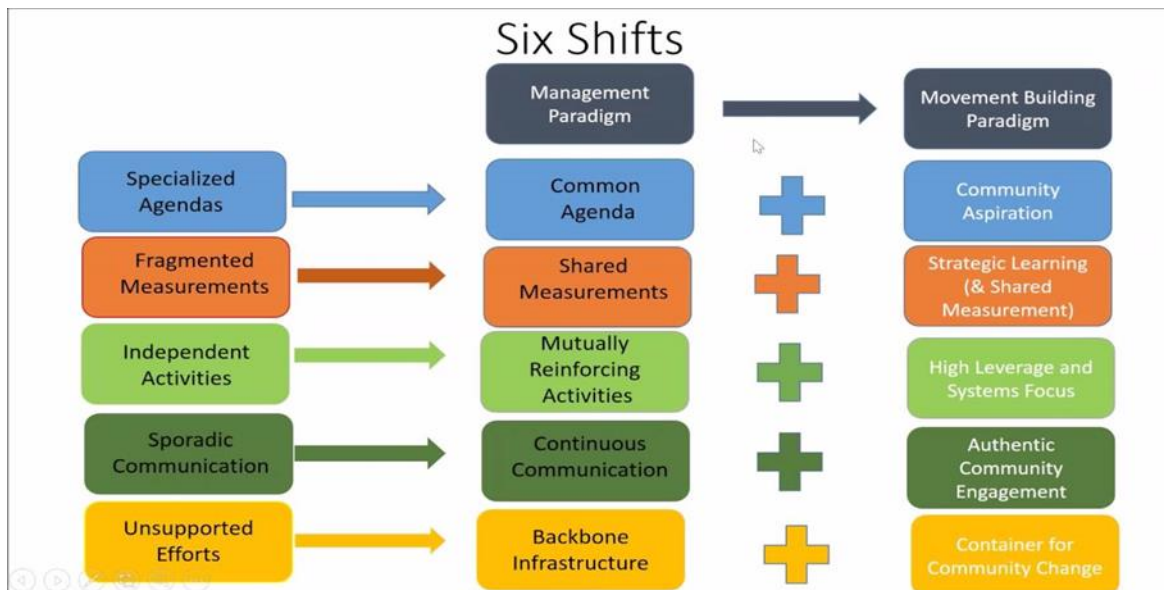 Six Shifts
Management
Paradigm
Movement Building
Paradigm
Specialized
Agendas
Common
Agenda
Community
Aspiration
Fragmented
Measurements
Shared
Measurements
Strategic Learning
(& Shared
Measurement)
Independent
Activities
Mutually
Reinforcing
Activities
High Leverage and
Systems Focus
Sporadic
Communication
Continuous
Communication
Authentic
Community
Engagement
Unsupported
Efforts
Backbone
Infrastructure
Container for
Community Change